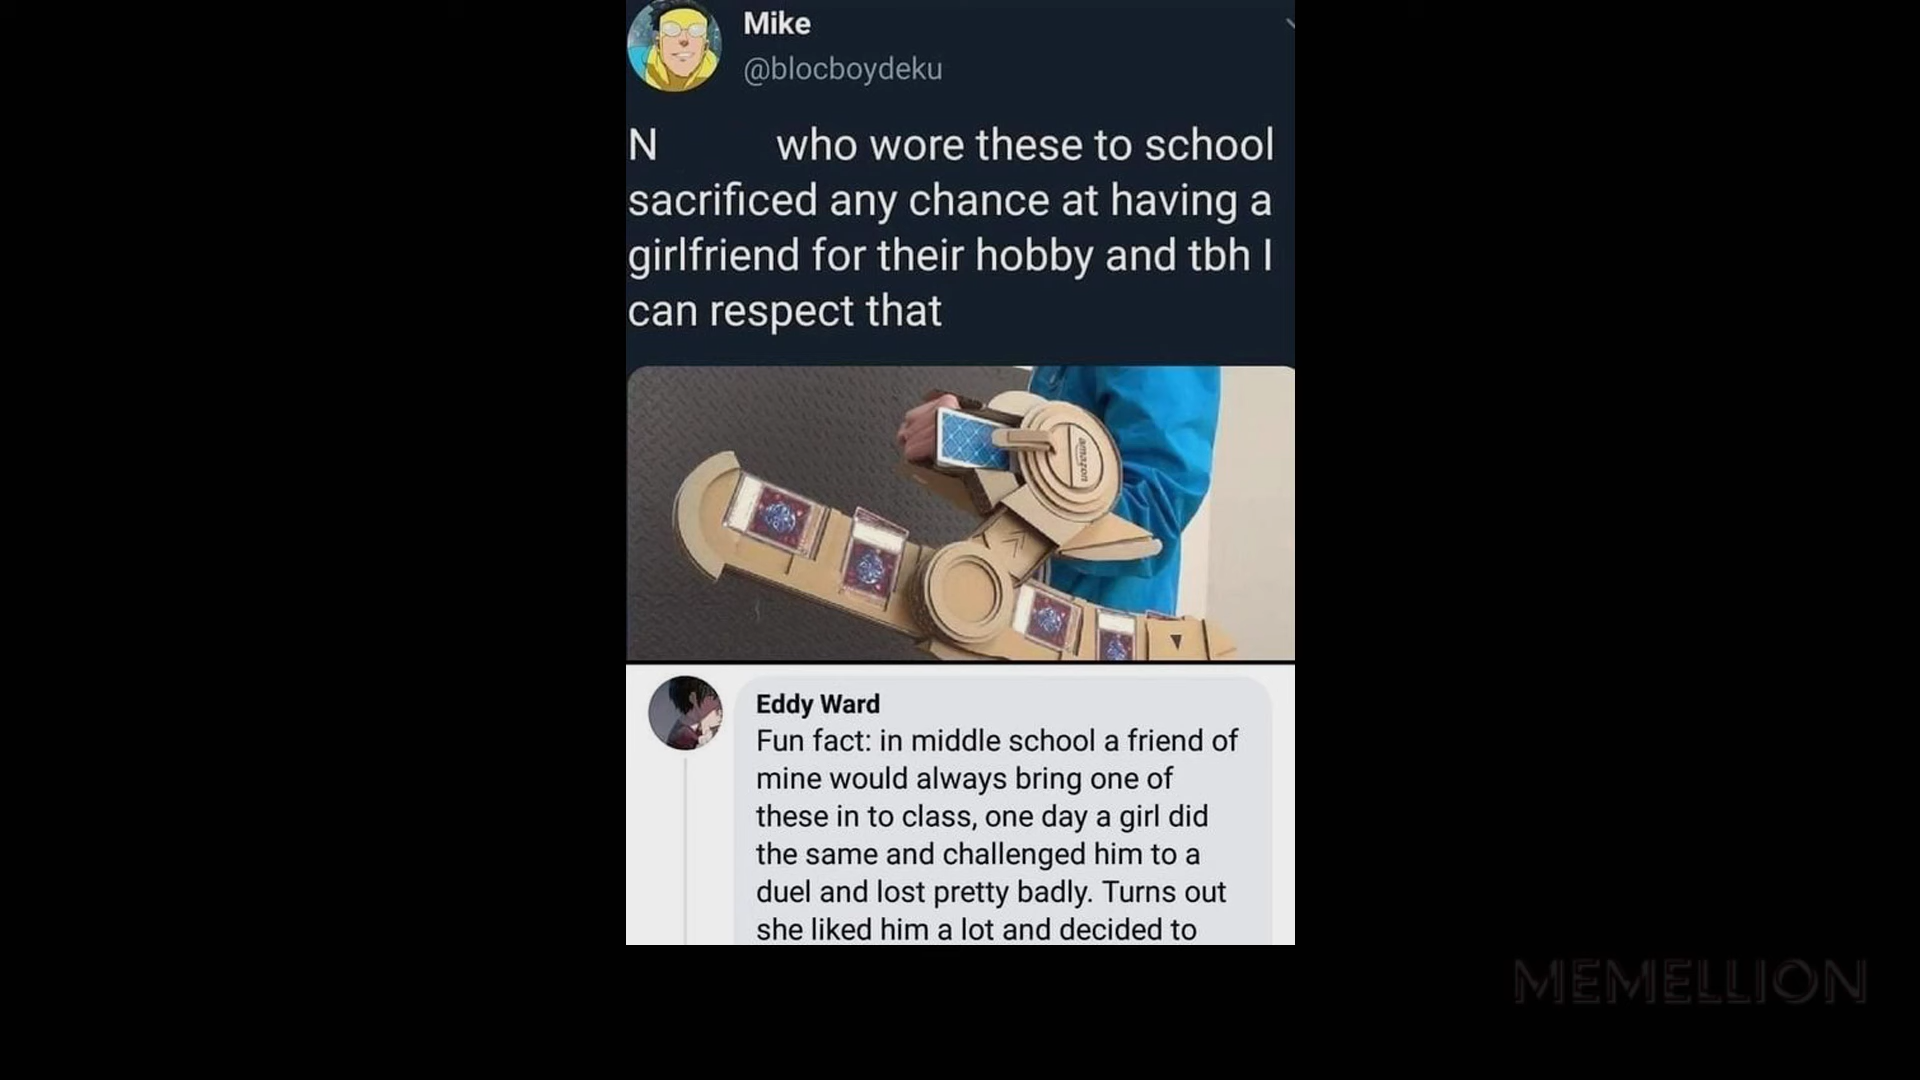 Mike
@blocboydeku
N who wore these to school
sacrificed any chance at having a
girlfriend for their hobby and tbh I
can respect that
amazon
Eddy Ward
Fun fact: in middle school a friend of
mine would always bring one of
these in to class, one day a girl did
the same and challenged him to a
duel and lost pretty badly. Turns out
she liked him a lot and decided to
MEMELLION